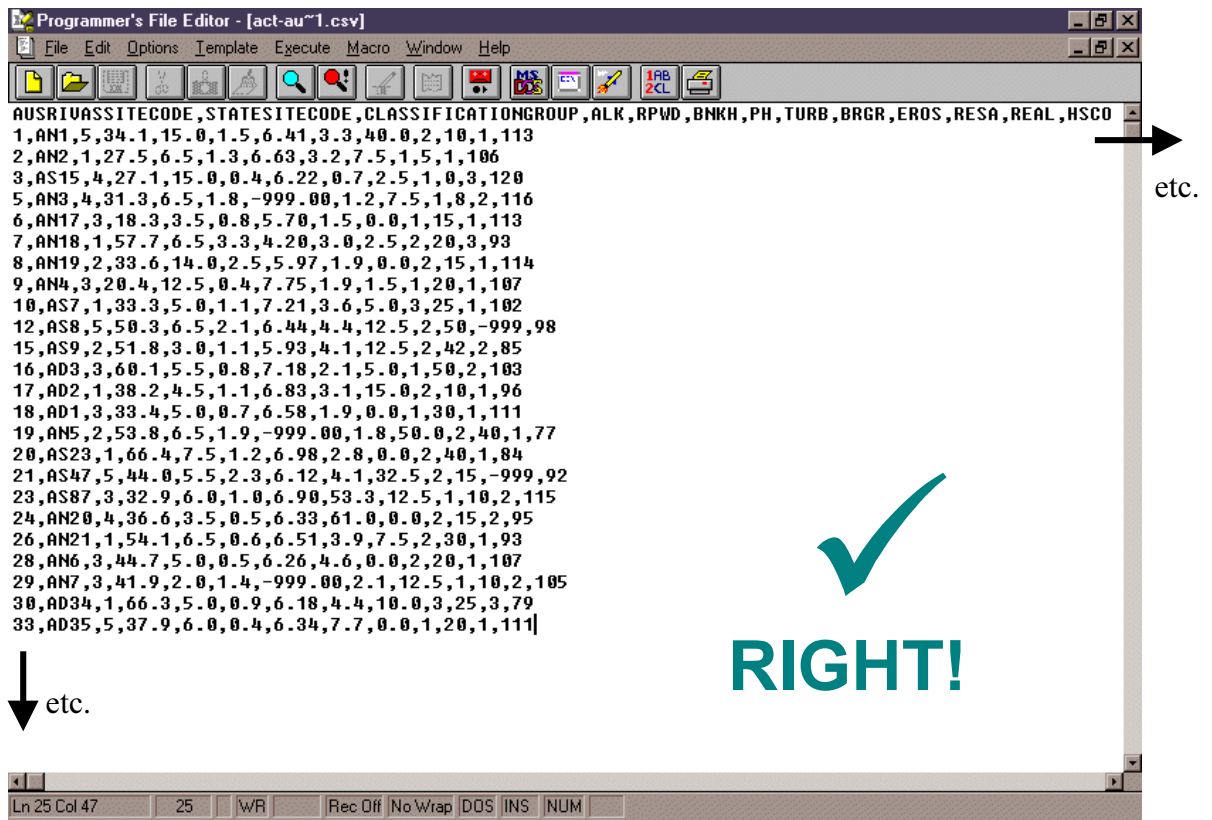 Programmer's File Editor - [act-au~1.csv]
File Edit Options Template Execute Macro Window Help
MS DOS C:\ 1AB 2CL
AUSRIVASSITECODE,STATESITECODE,CLASSIFICATIONGROUP,ALK,RPWD,BNKH,PH,TURB,BRGR,EROS,RESA,REAL,HSCO
1,AN1,5,34.1,15.0,1.5,6.41,3.3,40.0,2,10,1,113
2,AN2,1,27.5,6.5,1.3,6.63,3.2,7.5,1,5,1,106
3,AS15,4,27.1,15.0,0.4,6.22,0.7,2.5,1,0,3,120
etc.
5,AN3,4,31.3,6.5,1.8,-999.00,1.2,7.5,1,8,2,116
6,AN17,3,18.3,3.5,0.8,5.70,1.5,0.0,1,15,1,113
7,AN18,1,57.7,6.5,3.3,4.20,3.0,2.5,2,20,3,93
8,AN19,2,33.6,14.0,2.5,5.97,1.9,0.0,2,15,1,114
9,AN4,3,20.4,12.5,0.4,7.75,1.9,1.5,1,20,1,107
10,AS7,1,33.3,5.0,1.1,7.21,3.6,5.0,3,25,1,102
12,AS8,5,50.3,6.5,2.1,6.44,4.4,12.5,2,50,-999,98
15,AS9,2,51.8,3.0,1.1,5.93,4.1,12.5,2,42,2,85
16,AD3,3,60.1,5.5,0.8,7.18,2.1,5.0,1,50,2,103
17,AD2,1,38.2,4.5,1.1,6.83,3.1,15.0,2,10,1,96
18,AD1,3,33.4,5.0,0.7,6.58,1.9,0.0,1,30,1,111
19,AN5,2,53.8,6.5,1.9,-999.00,1.8,50.0,2,40,1,77
20,AS23,1,66.4,7.5,1.2,6.98,2.8,0.0,2,40,1,84
21,AS47,5,44.0,5.5,2.3,6.12,4.1,32.5,2,15,-999,92
23,AS87,3,32.9,6.0,1.0,6.90,53.3,12.5,1,10,2,115
24,AN20,4,36.6,3.5,0.5,6.33,61.0,0.0,2,15,2,95
26,AN21,1,54.1,6.5,0.6,6.51,3.9,7.5,2,30,1,93
28,AN6,3,44.7,5.0,0.5,6.26,4.6,0.0,2,20,1,107
29,AN7,3,41.9,2.0,1.4,-999.00,2.1,12.5,1,10,2,105
30,AD34,1,66.3,5.0,0.9,6.18,4.4,10.0,3,25,3,79
33,AD35,5,37.9,6.0,0.4,6.34,7.7,0.0,1,20,1,111
RIGHT!
etc.
Ln 25 Col 47 25 WR Rec Off No Wrap DOS INS NUM